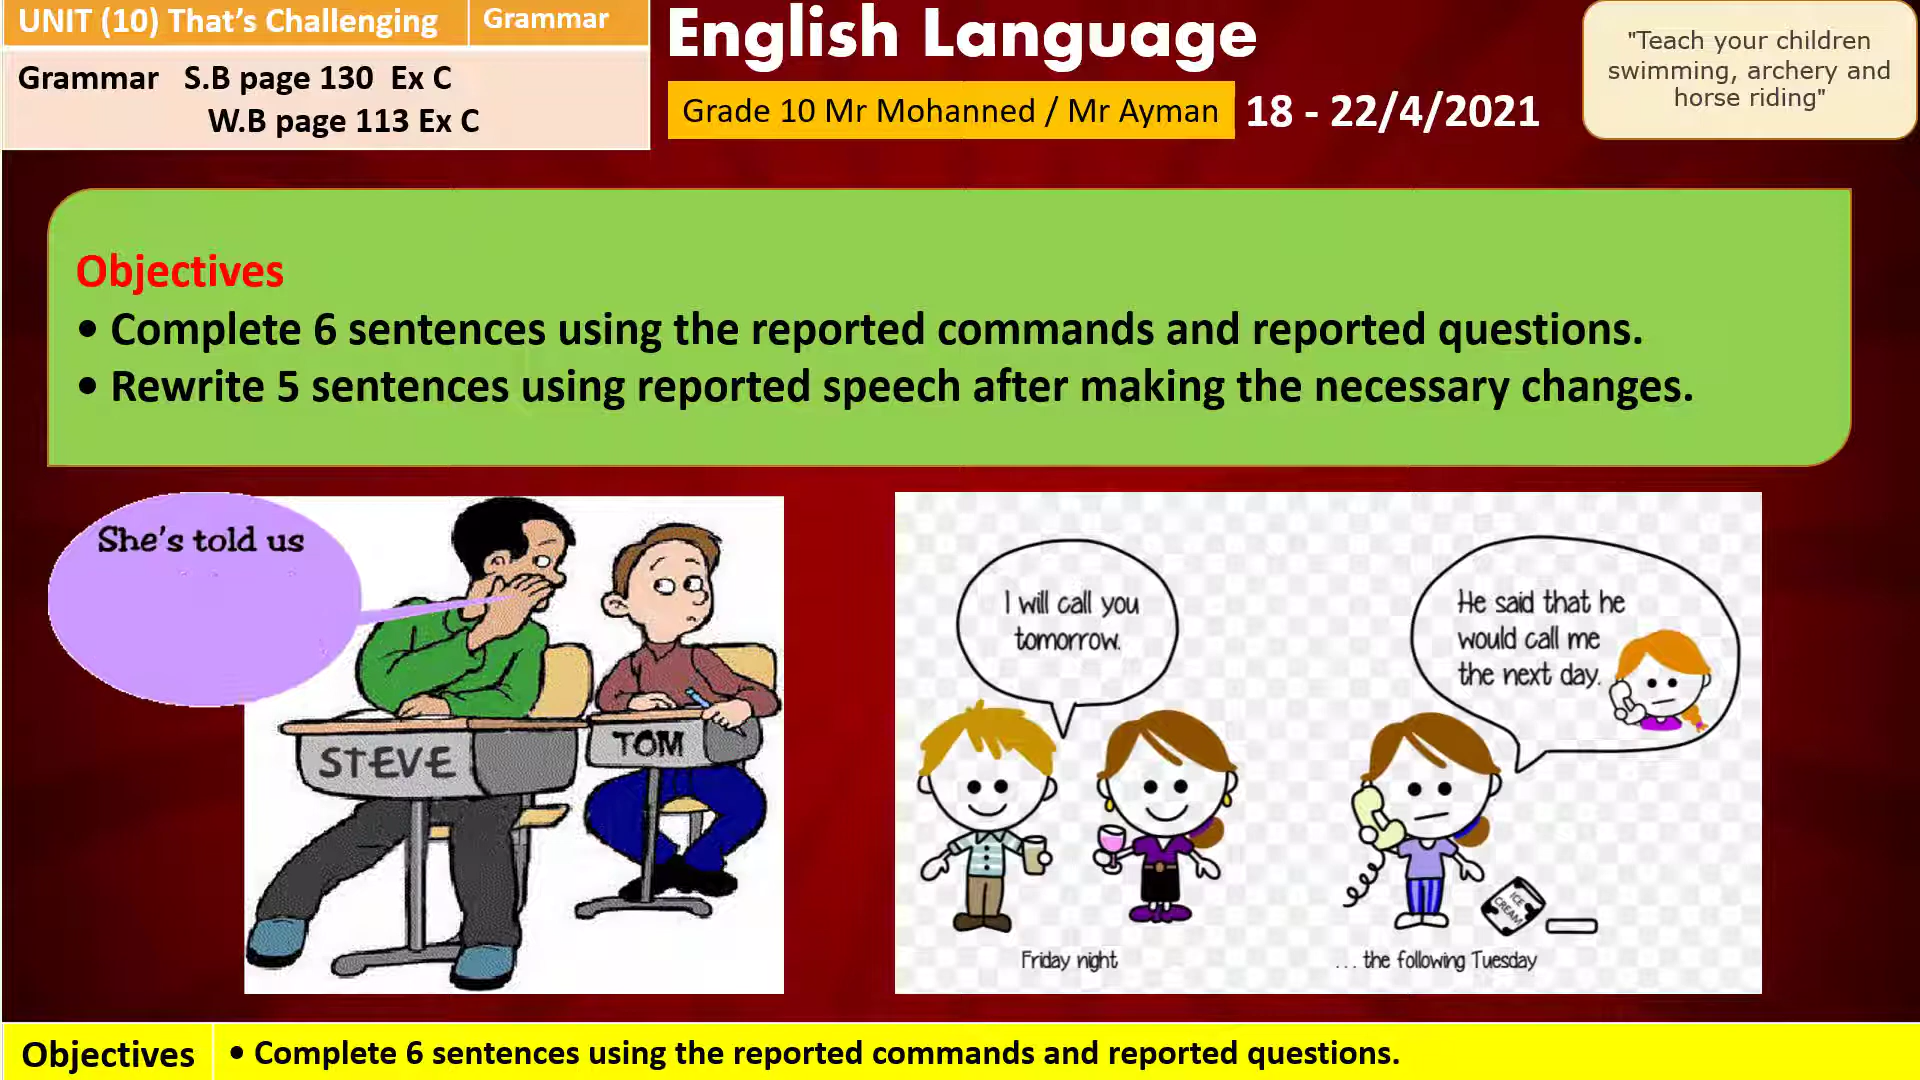 UNIT (10) That's Challenging
Grammar
Grammar S.B page 130 Ex C
W.B page 113 Ex C
English Language
Grade 10 Mr Mohanned / Mr Ayman
18 - 22/4/2021
"Teach your children
swimming, archery and
horse riding"
Objectives
• Complete 6 sentences using the reported commands and reported questions.
• Rewrite 5 sentences using reported speech after making the necessary changes.
She's told us
STEVE
TOM
I will call you
tomorrow.
He said that he
would call me
the next day.
ICE
CREAM
Friday night
... the following Tuesday
Objectives
• Complete 6 sentences using the reported commands and reported questions.